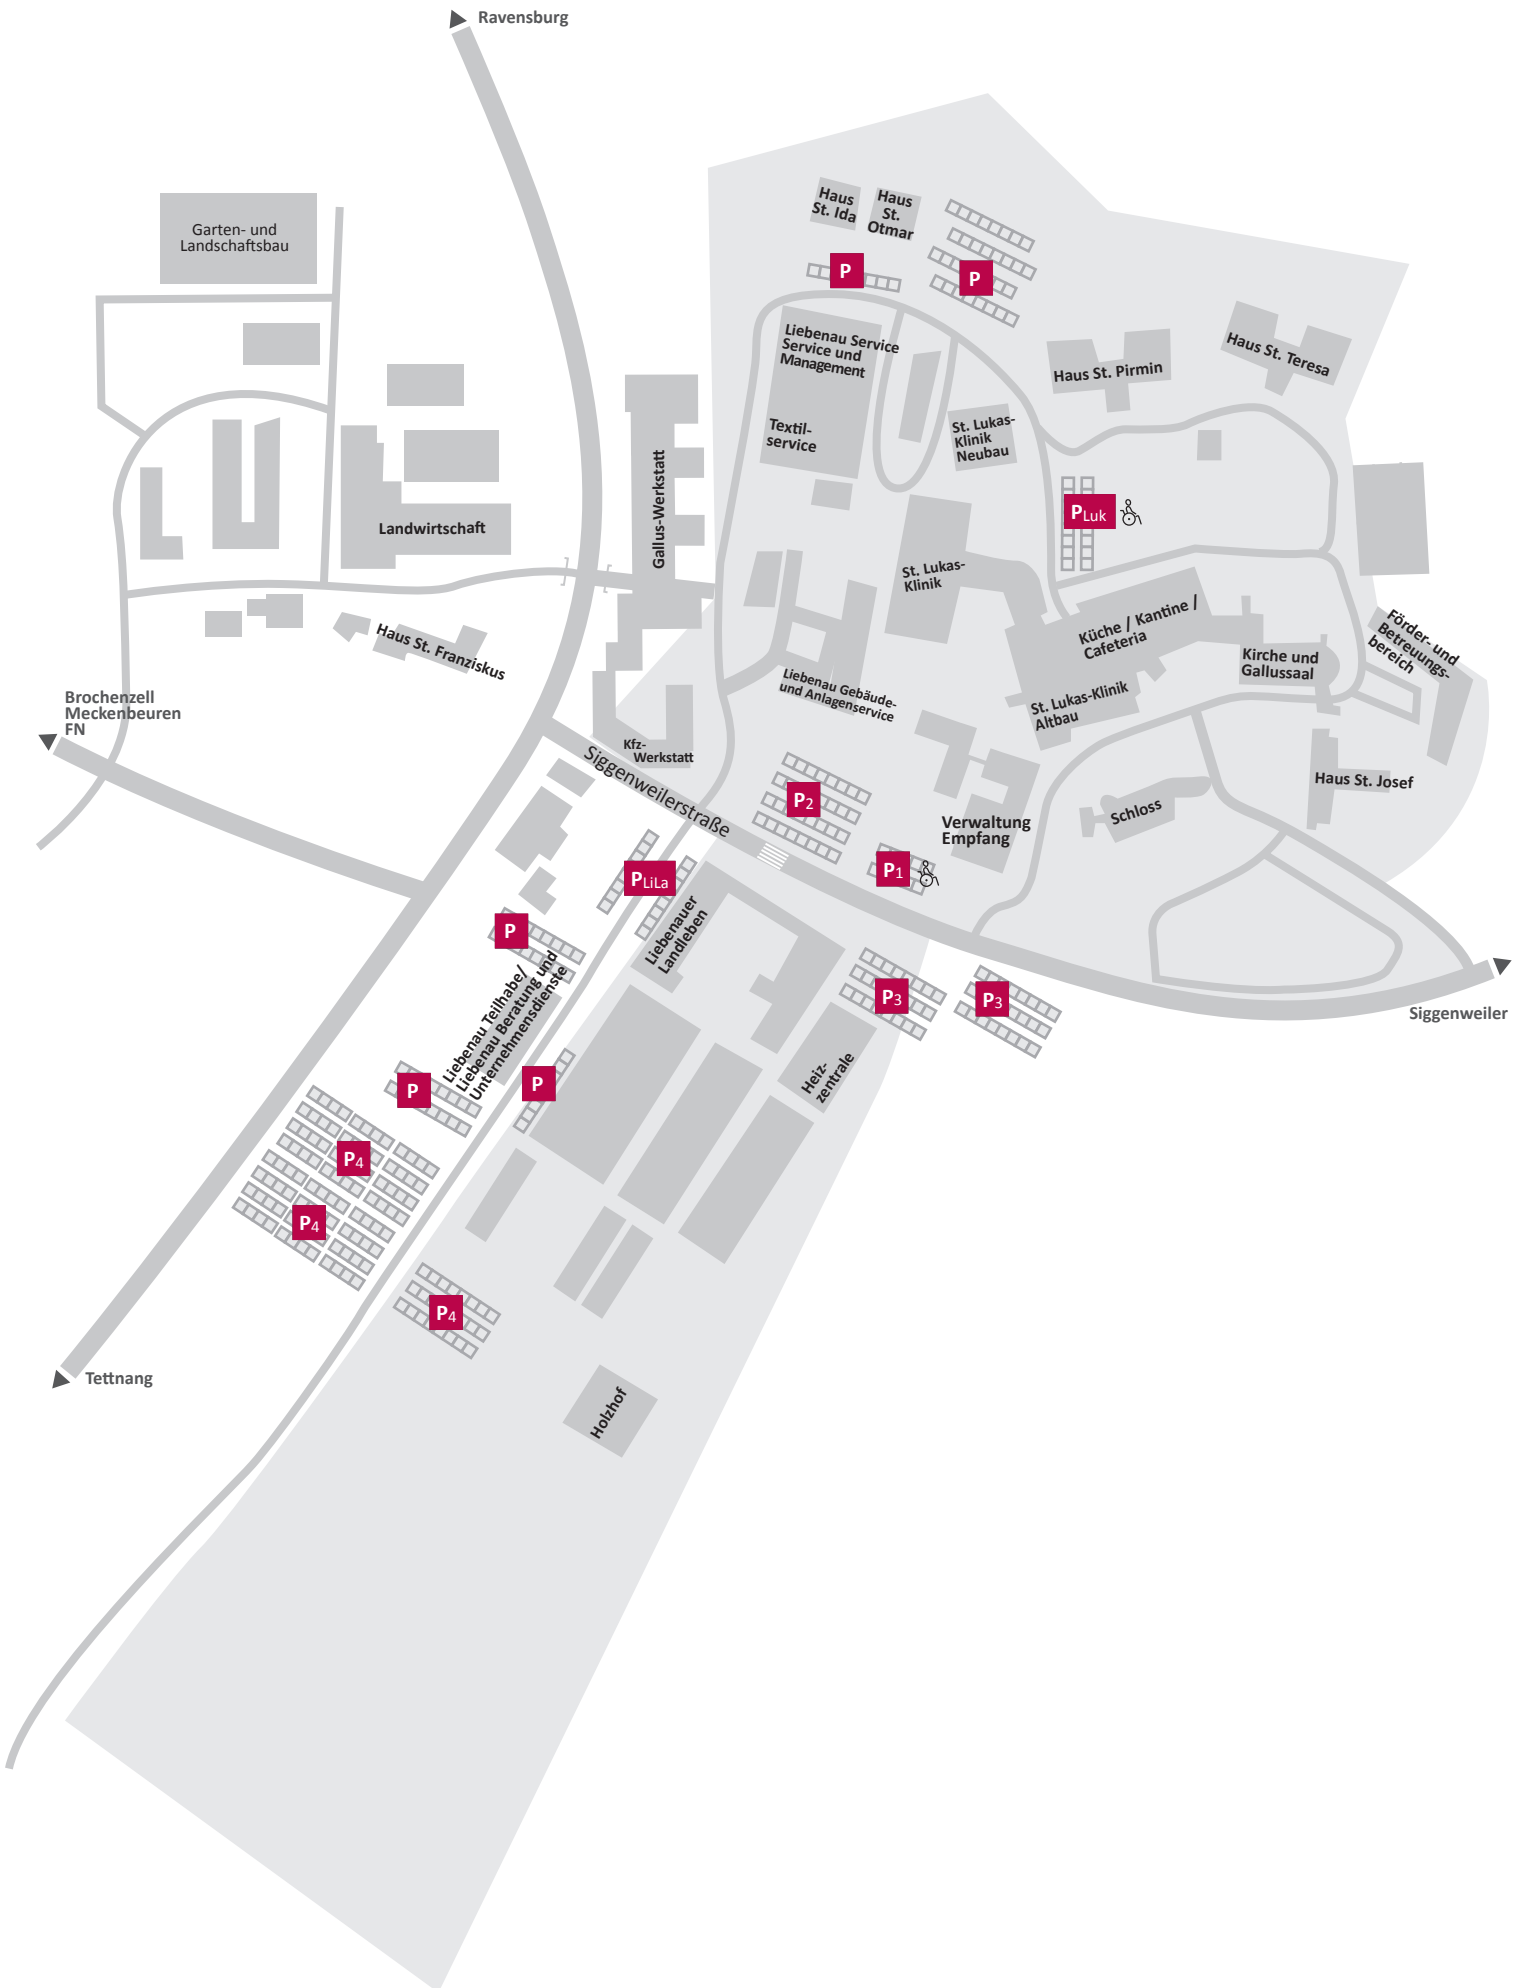 Ravensburg
Garten- und
Landschaftsbau
Haus
St. Ida
Haus
St.
Otmar
P
P
Liebenau Service
Service und
Management
Textil-
service
St. Lukas-
Klinik
Neubau
Haus St. Pirmin
Haus St. Teresa
PLuk
Gallus-Werkstatt
Landwirtschaft
St. Lukas-
Klinik
Küche / Kantine /
Cafeteria
Kirche und
Gallussaal
Förder- und
Betreuungs-
bereich
Haus St. Franziskus
Liebenau Gebäude-
und Anlagenservice
St. Lukas-Klinik
Altbau
Brochenzell
Meckenbeuren
FN
Kfz-
Werkstatt
Siggenweilerstraße
P2
Haus St. Josef
Schloss
Verwaltung
Empfang
P1
PLiLa
Liebenauer
Landleben
P
P3
P3
Siggenweiler
Liebenau Teilhabe/
Liebenau Beratung und
Unternehmensdienste
P
P
Heiz-
zentrale
P4
P4
P4
Tettnang
Holzhof